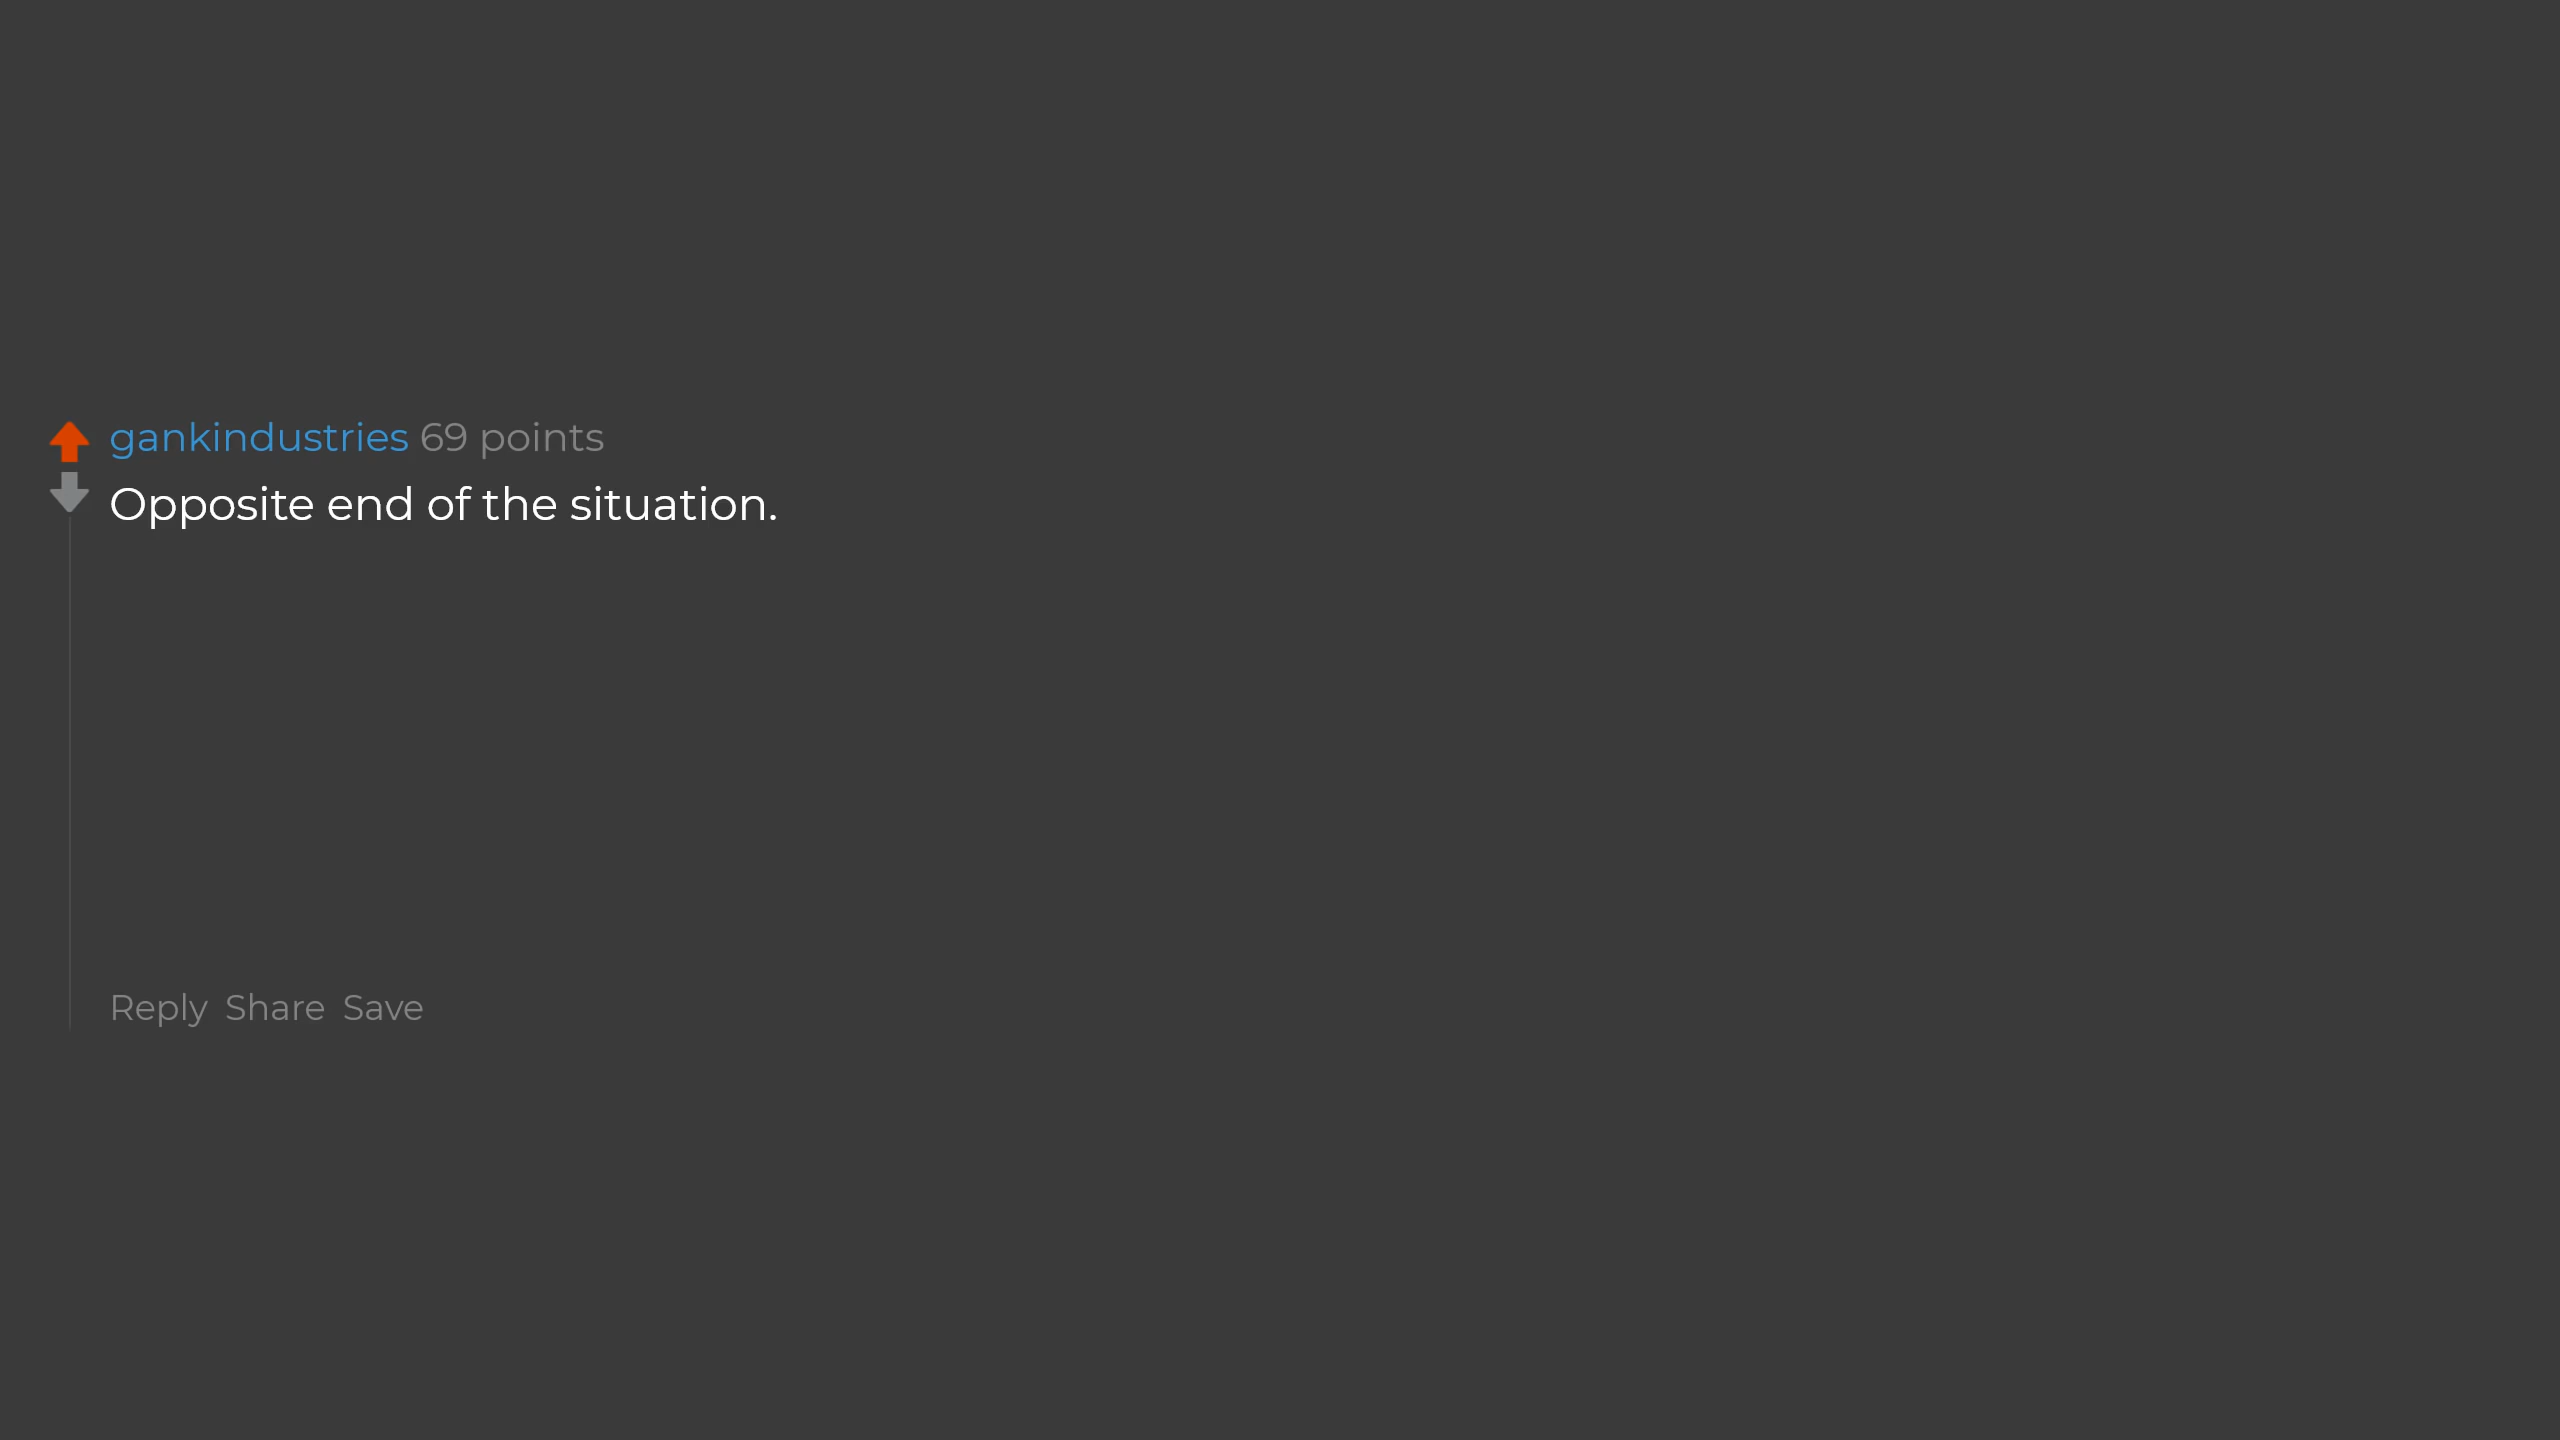 gankindustries 69 points
Opposite end of the situation.
Reply Share Save